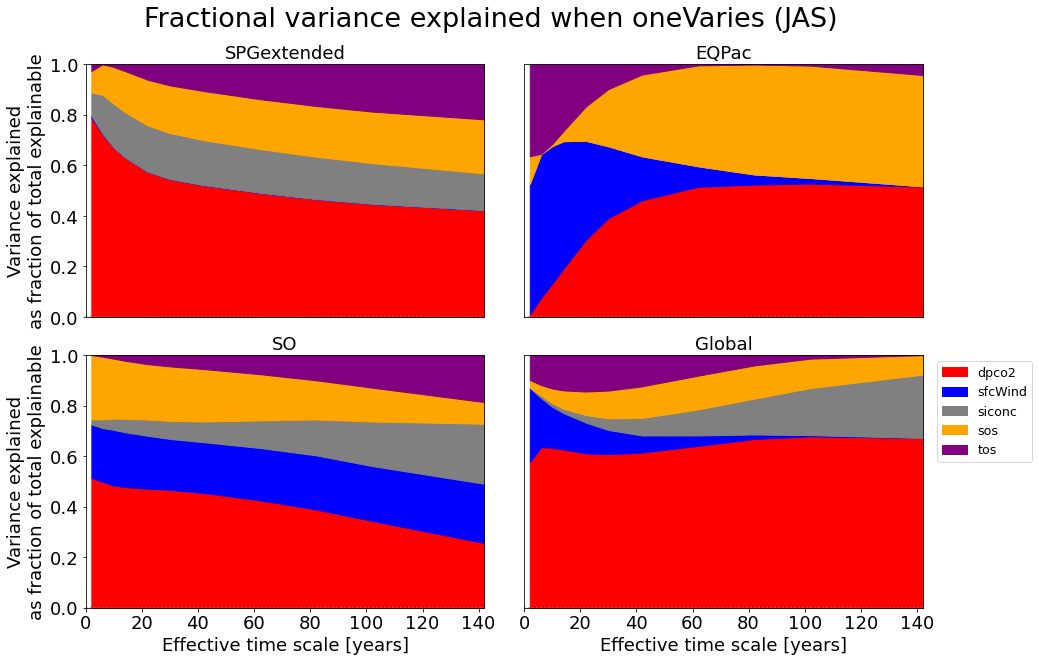 Fractional variance explained when oneVaries (JAS)
SPGextended
EQPac
Variance explained
as fraction of total explainable
1.0
0.8
0.6
0.4
0.2
0.0
SO
Global
Variance explained
as fraction of total explainable
1.0
0.8
0.6
0.4
0.2
0.0
0 20 40 60 80 100 120 140
0 20 40 60 80 100 120 140
Effective time scale [years]
Effective time scale [years]
dpco2
sfcWind
siconc
sos
tos